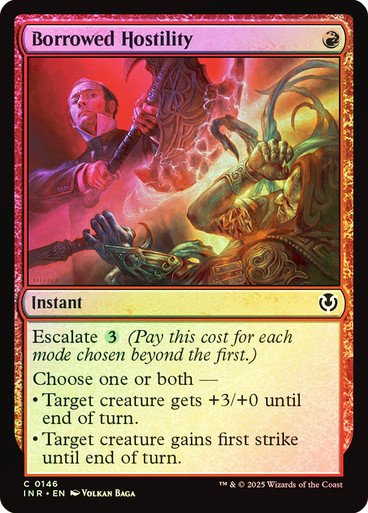 Borrowed Hostility
Instant
Escalate 3 (Pay this cost for each
mode chosen beyond the first.)
Choose one or both —
• Target creature gets +3/+0 until
end of turn.
• Target creature gains first strike
until end of turn.
C 0146
INR • EN Volkan Baga
™ & © 2025 Wizards of the Coast